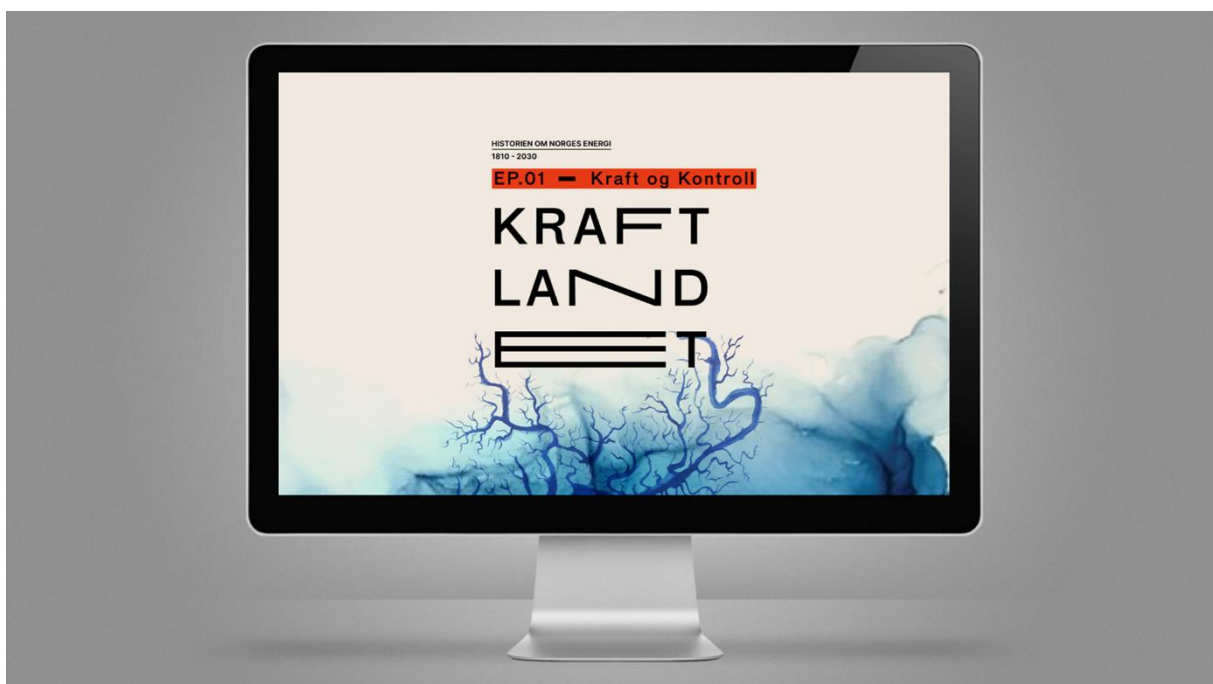 HISTORIEN OM NORGES ENERGI
1810 - 2030
EP.01 — Kraft og Kontroll
KRAFT
LAND
ET